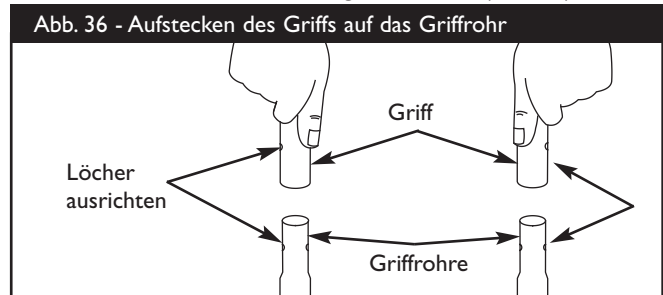 Abb. 36 - Aufstecken des Griffs auf das Griffrohr
Griff
Löcher
ausrichten
Griffrohre